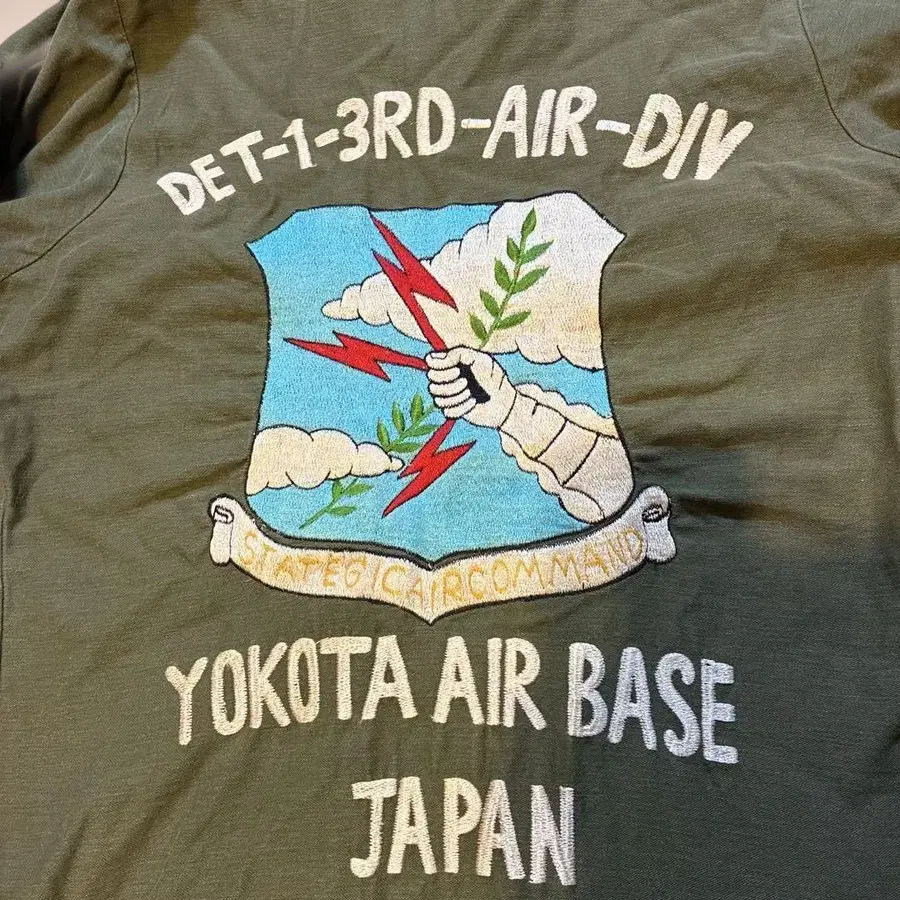 DET-1-3RD-AIR-DIV
STATEGICAIRCOMMAND
YOKOTA AIR BASE
JAPAN